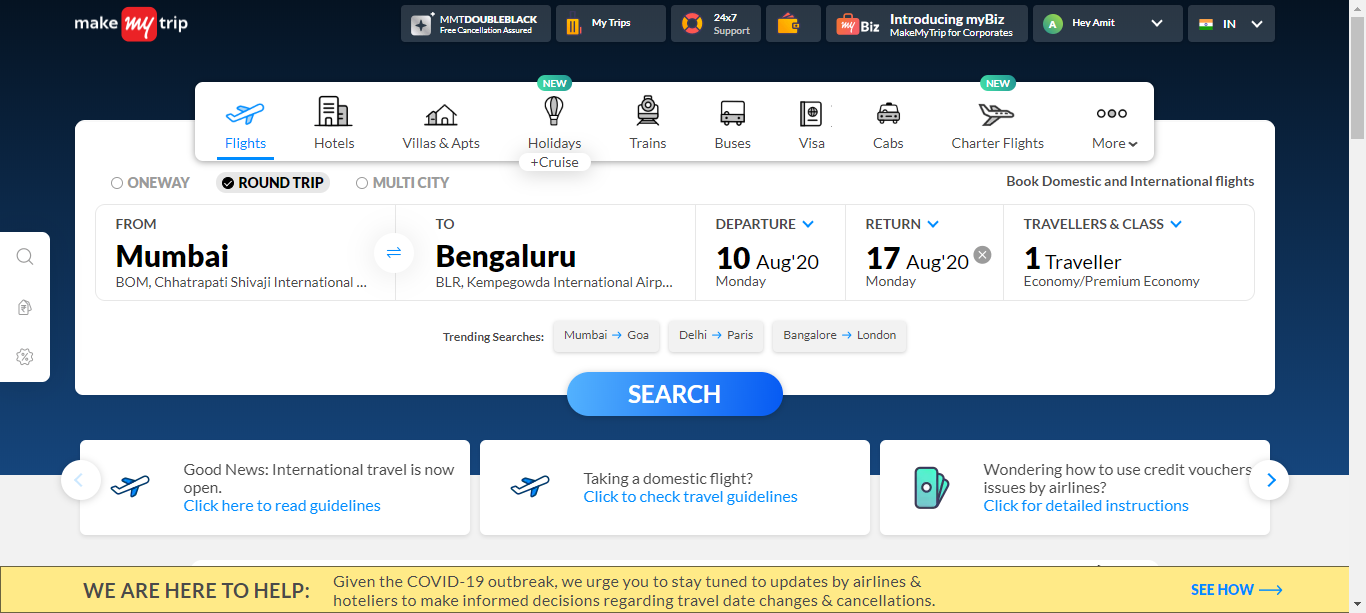 make my trip
MMTDOUBLEBLACK
Free Cancellation Assured
My Trips
24x7
Support
my Biz
Introducing myBiz
MakeMyTrip for Corporates
A
Hey Amit
IN
NEW
NEW
Flights
Hotels
Villas & Apts
Holidays
Trains
Buses
Visa
Cabs
Charter Flights
More
+Cruise
ONEWAY
ROUND TRIP
MULTI CITY
Book Domestic and International flights
FROM
Mumbai
BOM, Chhatrapati Shivaji International ...
TO
Bengaluru
BLR, Kempegowda International Airp...
DEPARTURE
10 Aug'20
Monday
RETURN
17 Aug'20
Monday
TRAVELLERS & CLASS
1 Traveller
Economy/Premium Economy
Trending Searches:
Mumbai → Goa
Delhi → Paris
Bangalore → London
SEARCH
Good News: International travel is now
open.
Click here to read guidelines
Taking a domestic flight?
Click to check travel guidelines
Wondering how to use credit vouchers
issues by airlines?
Click for detailed instructions
WE ARE HERE TO HELP:
Given the COVID-19 outbreak, we urge you to stay tuned to updates by airlines &
hoteliers to make informed decisions regarding travel date changes & cancellations.
SEE HOW